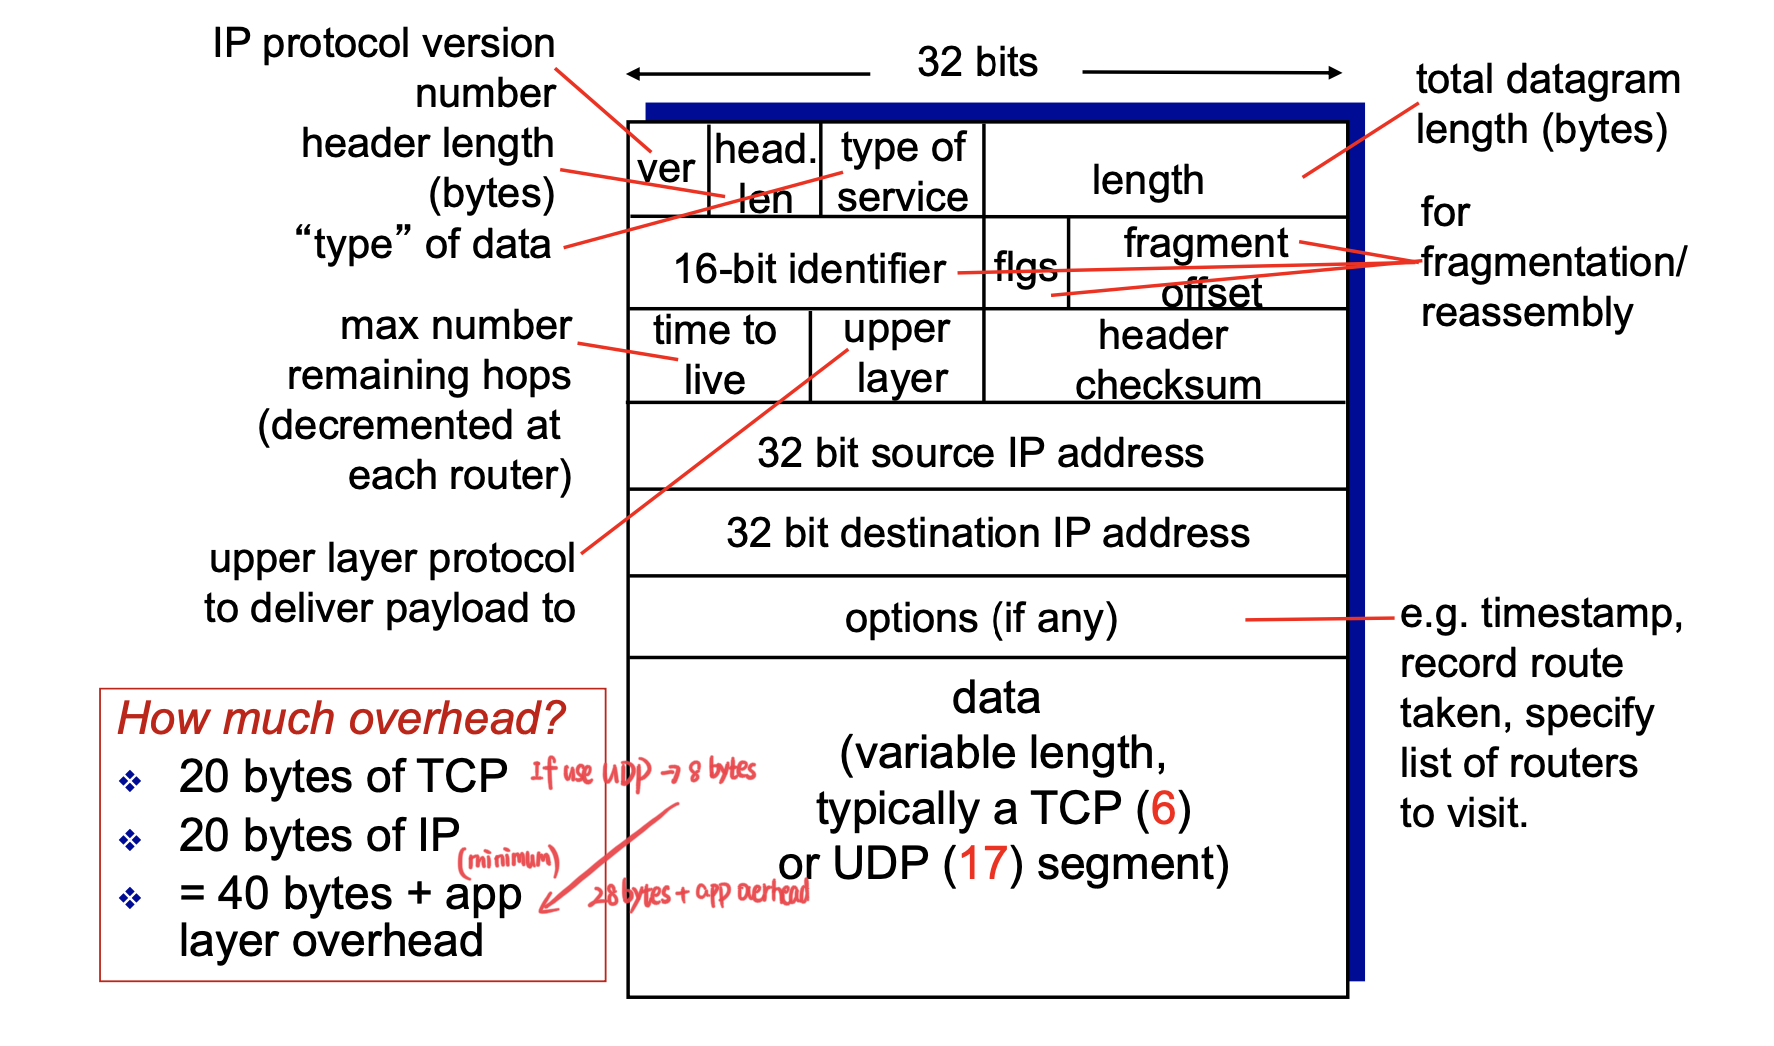 IP protocol version
number
header length
(bytes)
“type” of data
max number
remaining hops
(decremented at
each router)
upper layer protocol
to deliver payload to
32 bits
ver
head.
len
type of
service
length
16-bit identifier
flgs
fragment
offset
time to
live
upper
layer
header
checksum
32 bit source IP address
32 bit destination IP address
options (if any)
data
(variable length,
typically a TCP (6)
or UDP (17) segment)
total datagram
length (bytes)
for
fragmentation/
reassembly
e.g. timestamp,
record route
taken, specify
list of routers
to visit.
How much overhead?
❖ 20 bytes of TCP
If use UDP → 8 bytes
❖ 20 bytes of IP
(minimum)
❖ = 40 bytes + app
layer overhead
28 bytes + app overhead